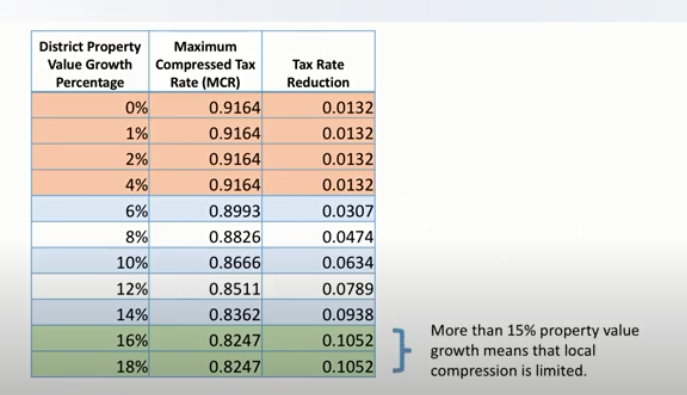 District Property Value Growth Percentage Maximum Compressed Tax Rate (MCR) Tax Rate Reduction
0% 0.9164 0.0132
1% 0.9164 0.0132
2% 0.9164 0.0132
4% 0.9164 0.0132
6% 0.8993 0.0307
8% 0.8826 0.0474
10% 0.8666 0.0634
12% 0.8511 0.0789
14% 0.8362 0.0938
16% 0.8247 0.1052
18% 0.8247 0.1052
More than 15% property value
growth means that local
compression is limited.